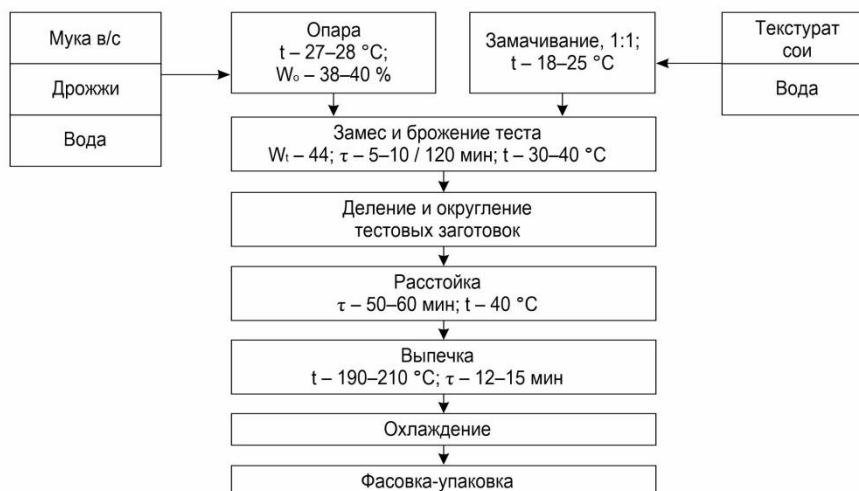 Мука в/с
Дрожжи
Вода
Опара
t – 27–28 °C;
Wₒ – 38–40 %
Замачивание, 1:1;
t – 18–25 °C
Текстурат
сои
Вода
Замес и брожение теста
Wₜ – 44; τ – 5–10 / 120 мин; t – 30–40 °C
Деление и округление
тестовых заготовок
Расстойка
τ – 50–60 мин; t – 40 °C
Выпечка
t – 190–210 °C; τ – 12–15 мин
Охлаждение
Фасовка-упаковка